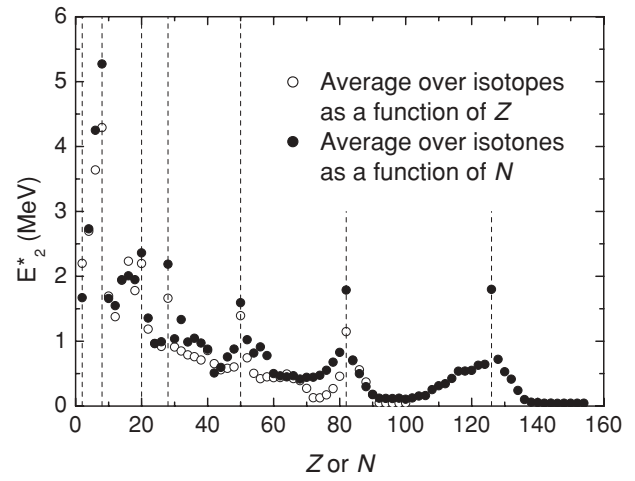 6
5
4
3
2
1
0
E*2 (MeV)
Average over isotopes
as a function of Z
Average over isotones
as a function of N
0 20 40 60 80 100 120 140 160
Z or N